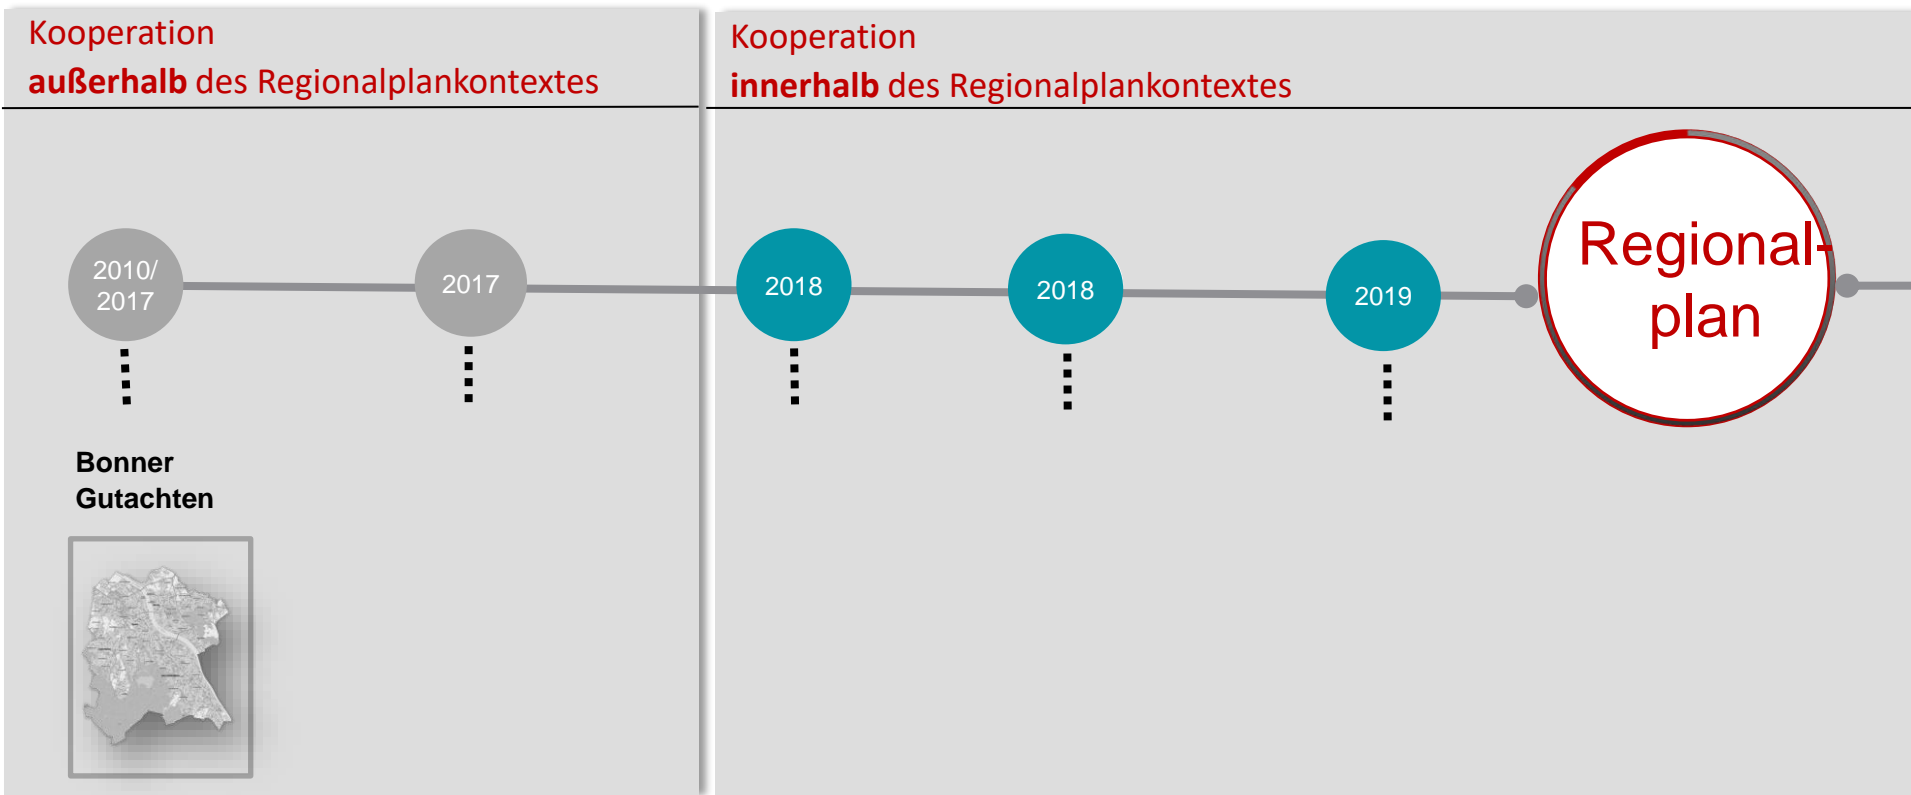 Kooperation
außerhalb des Regionalplankontextes
Kooperation
innerhalb des Regionalplankontextes
2010/
2017
2017
2018
2018
2019
Regional-
plan
Bonner
Gutachten